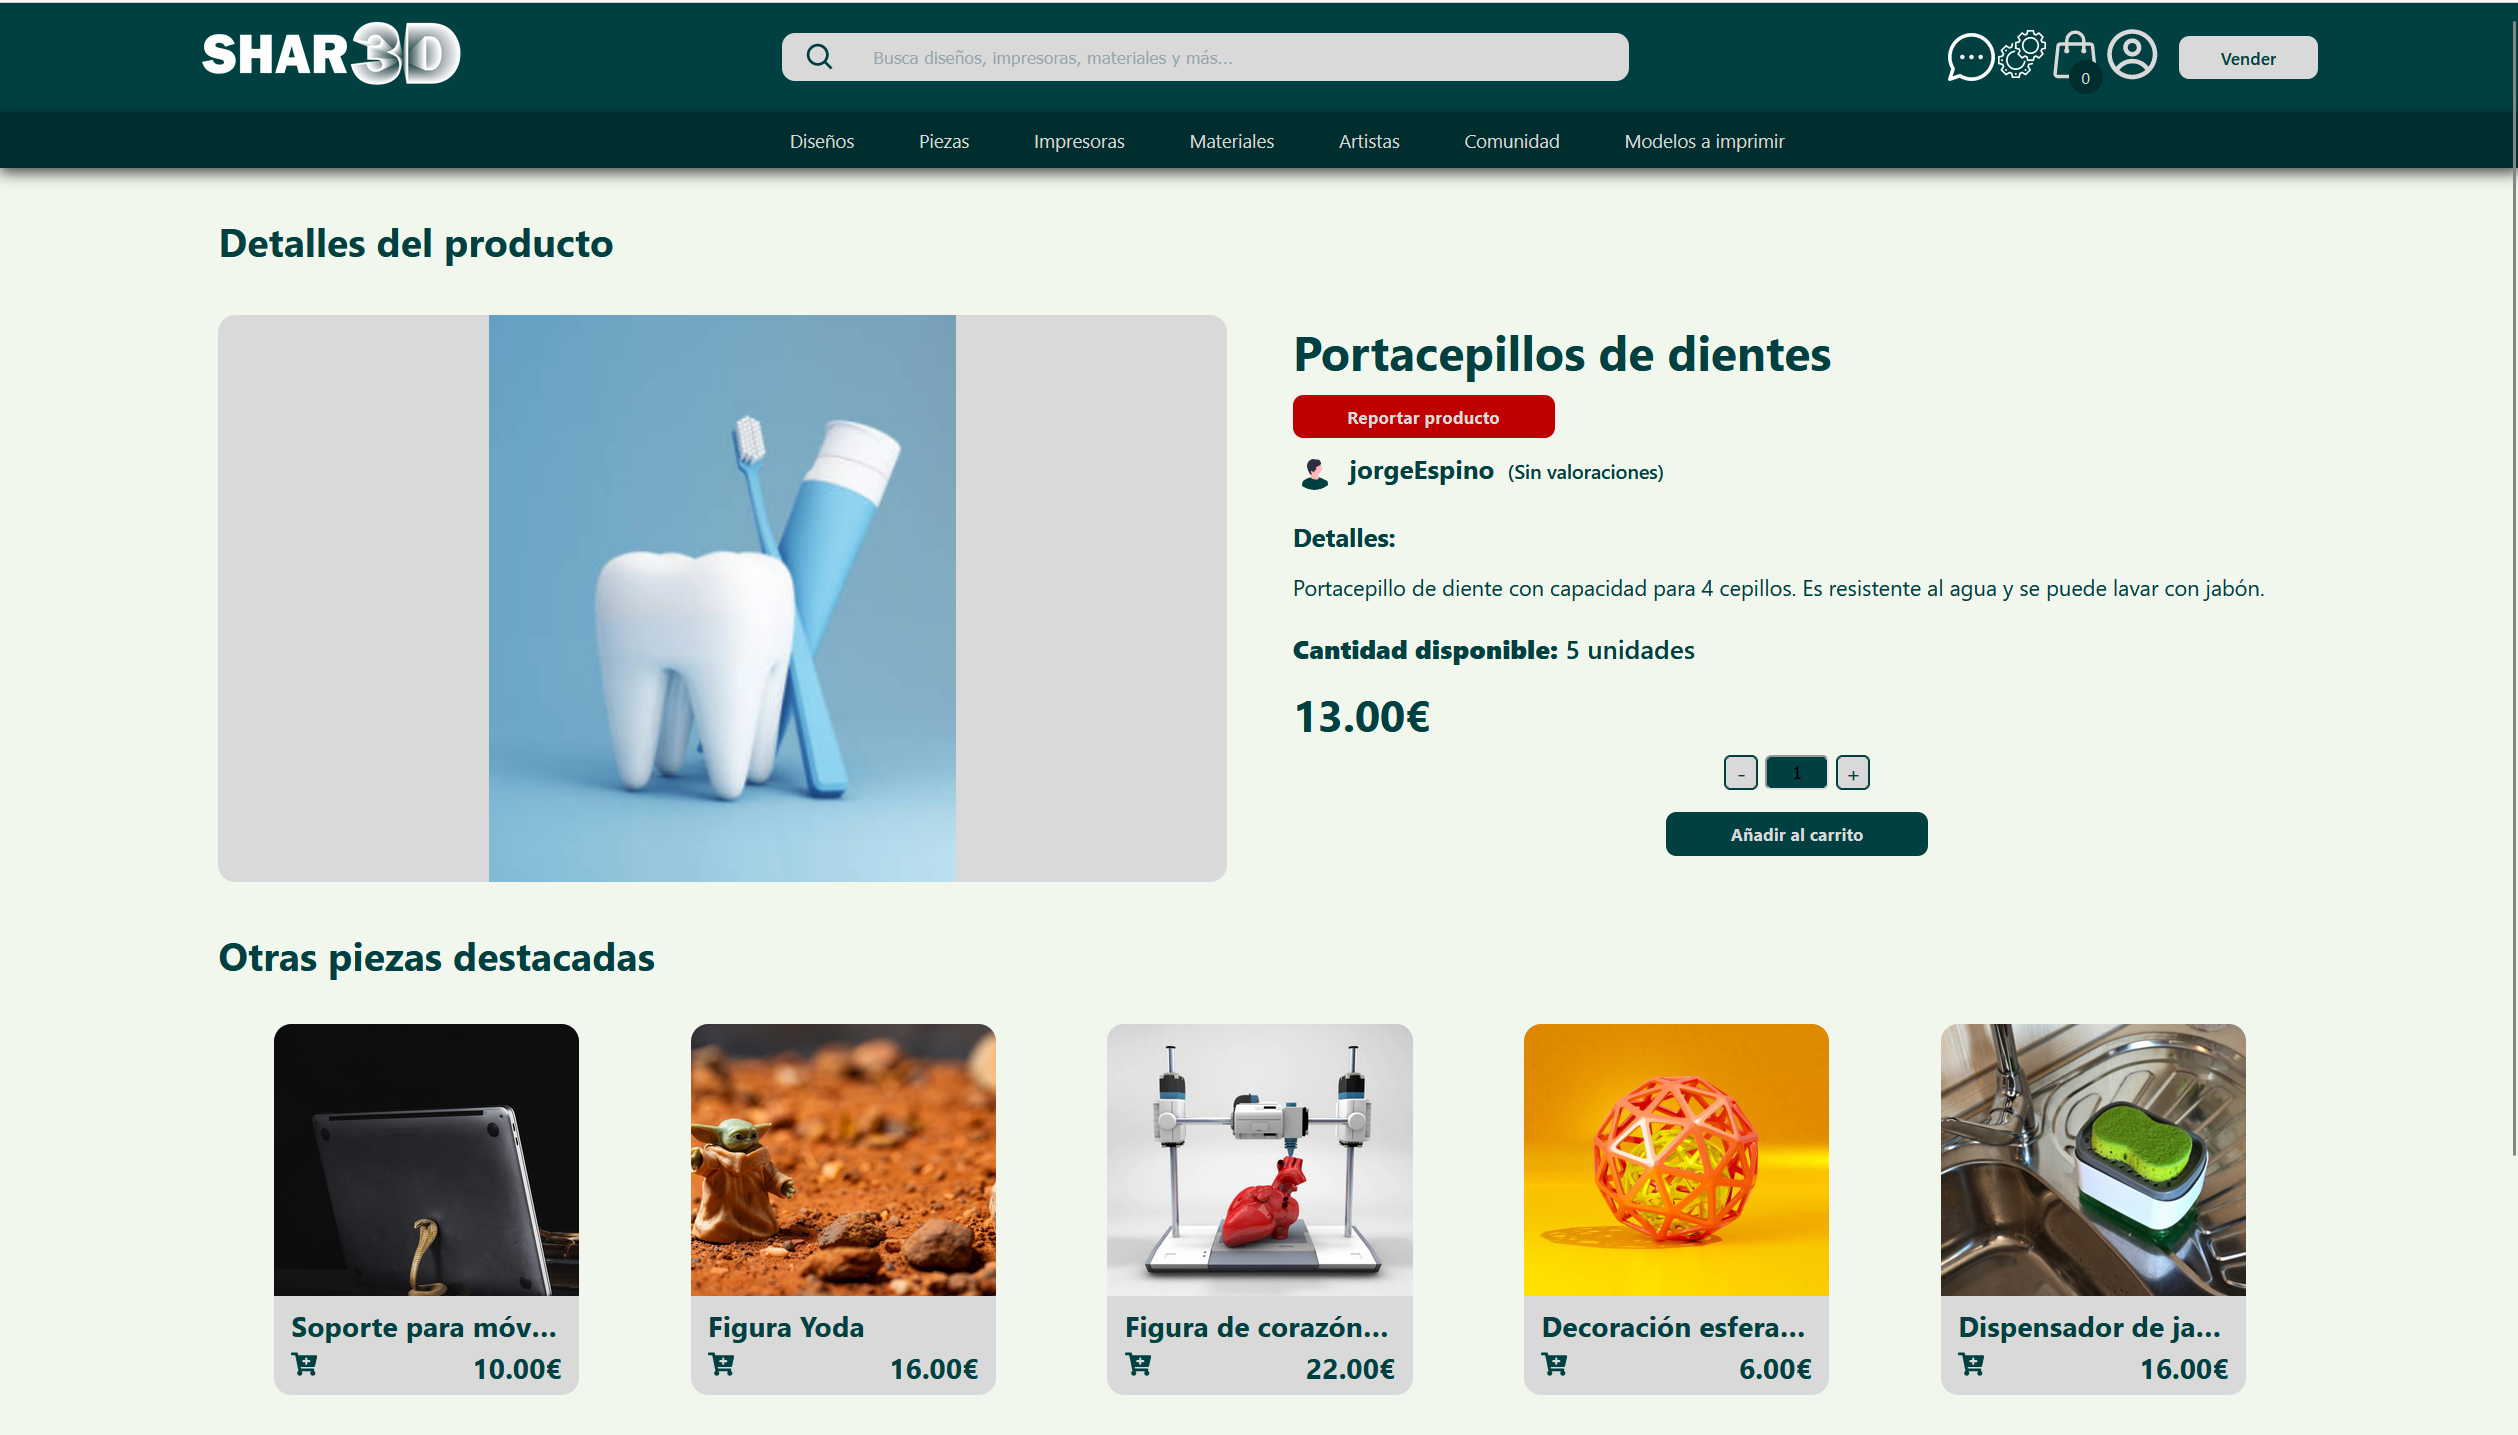 SHAR3D
Busca diseños, impresoras, materiales y más...
0
Vender
Diseños Piezas Impresoras Materiales Artistas Comunidad Modelos a imprimir
Detalles del producto
Portacepillos de dientes
Reportar producto
jorgeEspino (Sin valoraciones)
Detalles:
Portacepillo de diente con capacidad para 4 cepillos. Es resistente al agua y se puede lavar con jabón.
Cantidad disponible: 5 unidades
13.00€
- 1 +
Añadir al carrito
Otras piezas destacadas
Soporte para móv...
10.00€
Figura Yoda
16.00€
Figura de corazón...
22.00€
Decoración esfera...
6.00€
Dispensador de ja...
16.00€